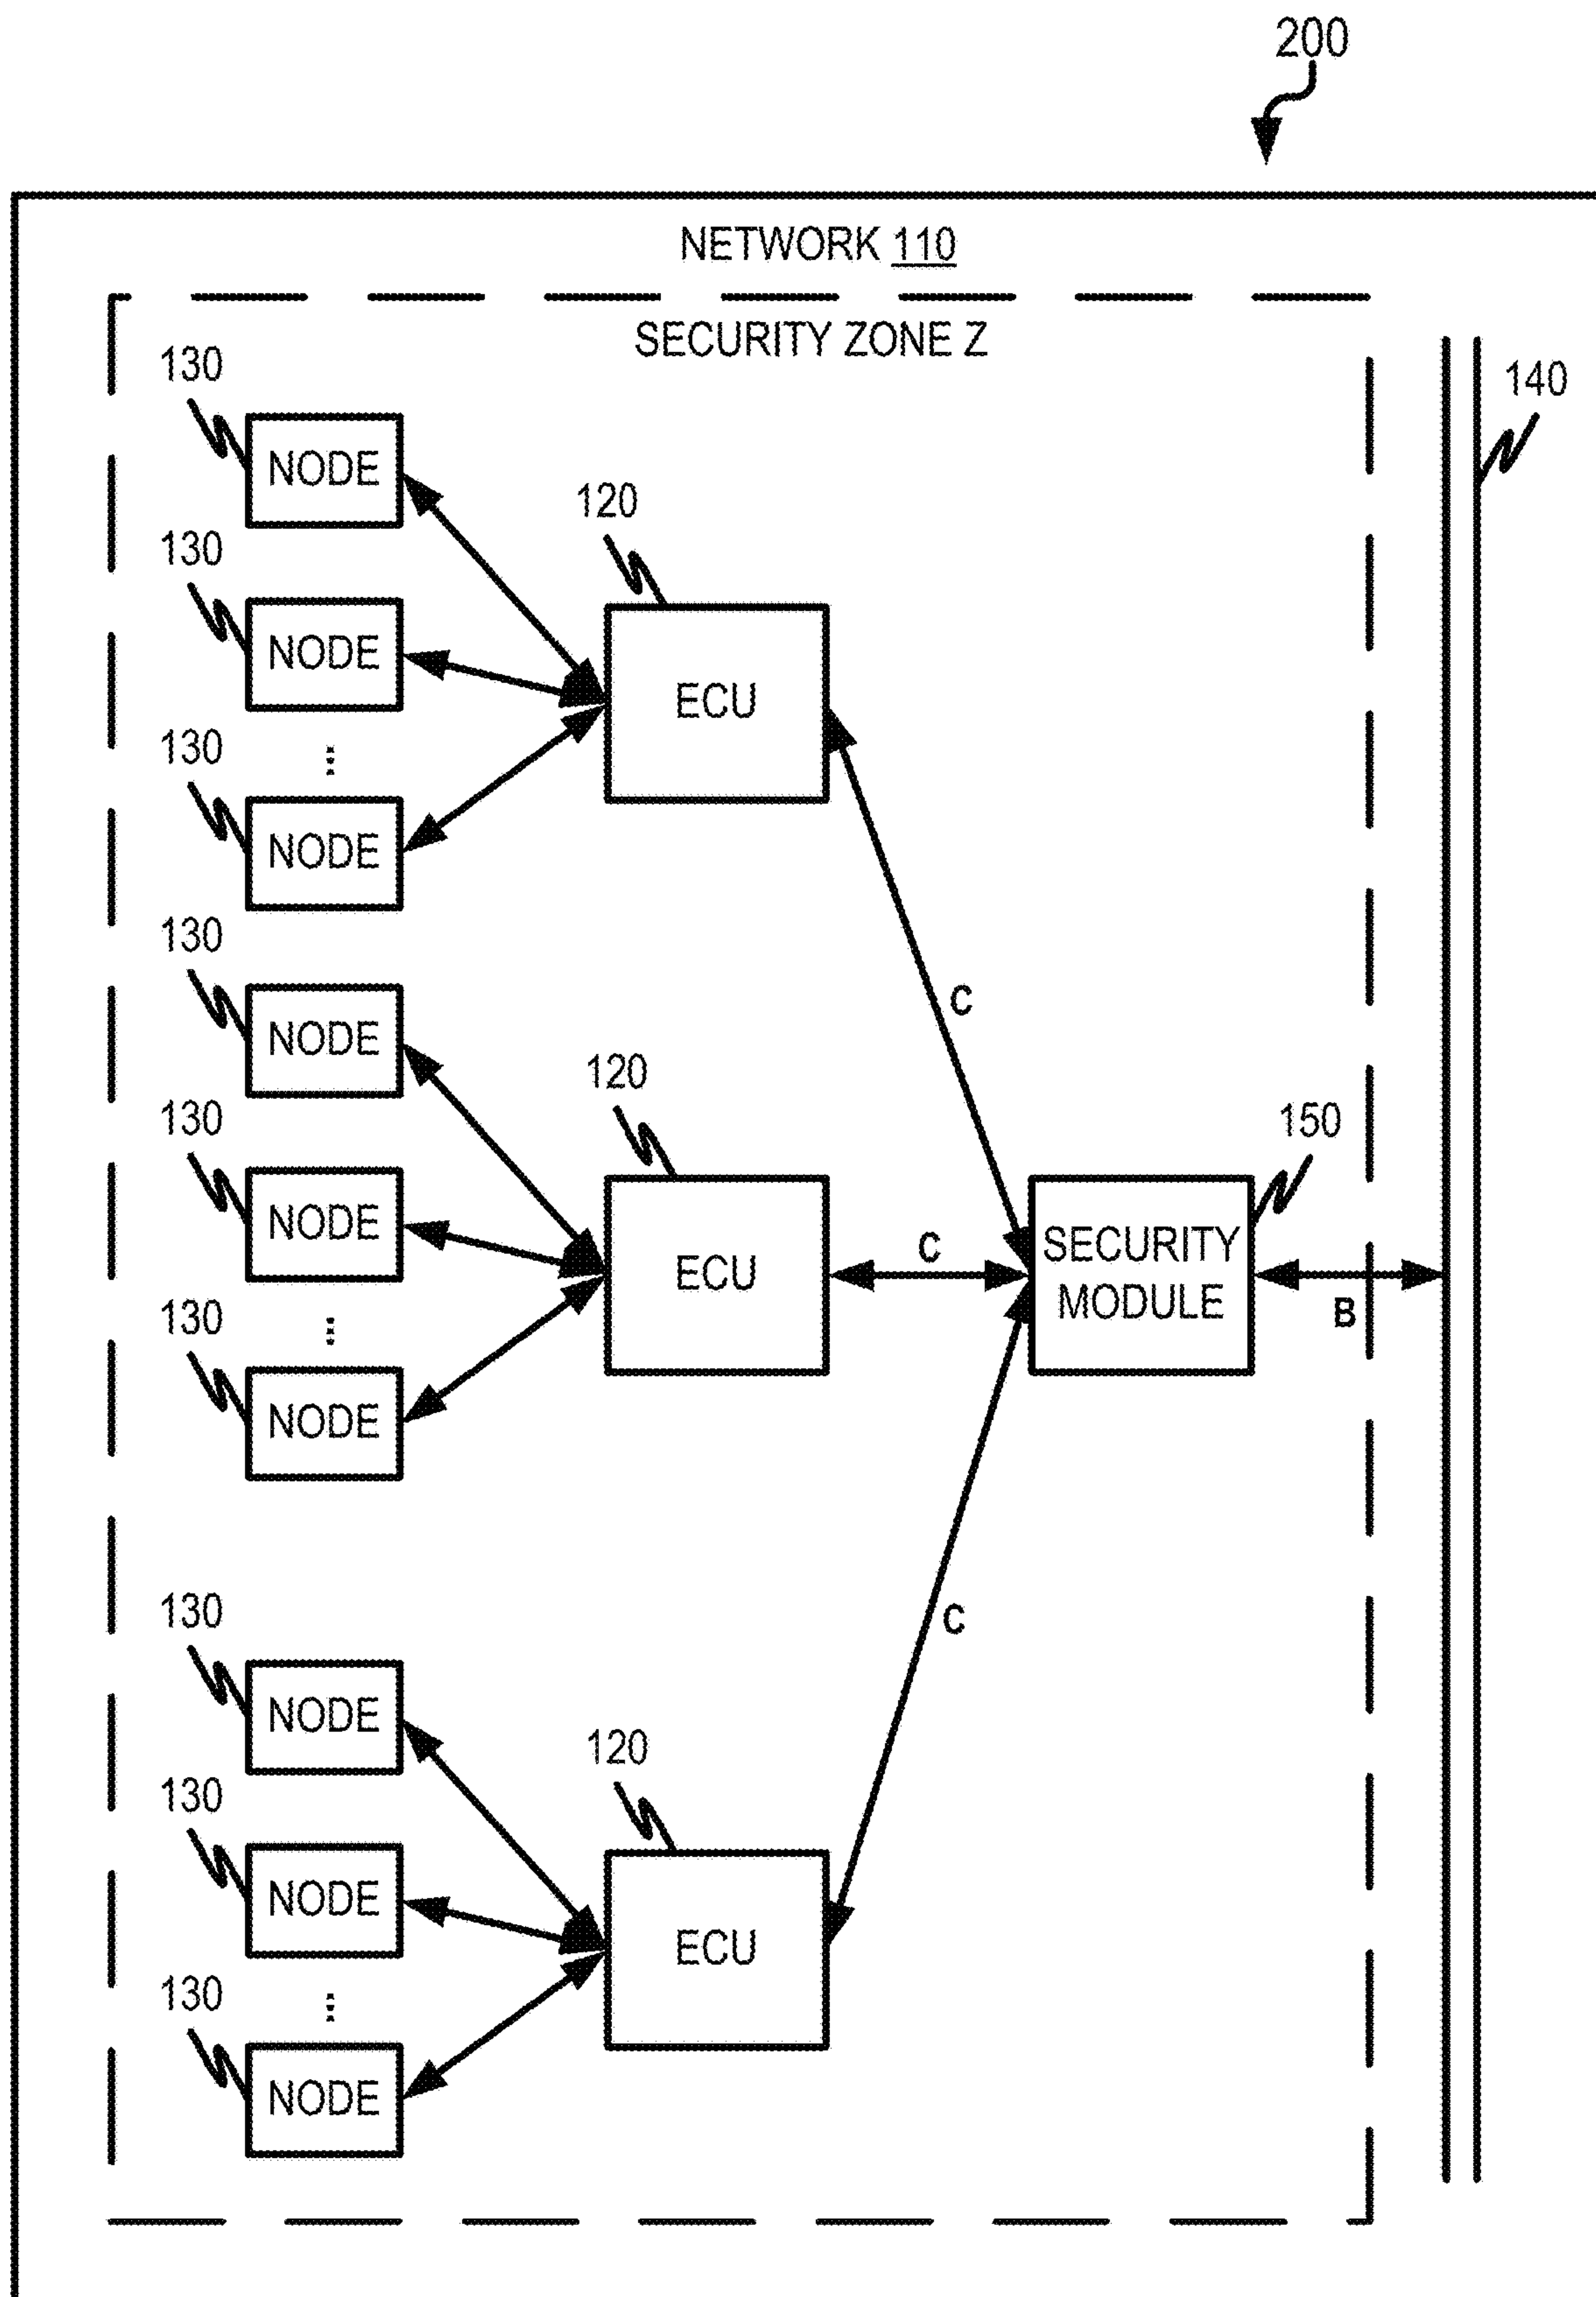 200
NETWORK 110
SECURITY ZONE Z
130
NODE
140
120
130
NODE
ECU
130
...
NODE
130
NODE
C
120
130
NODE
150
ECU
C
SECURITY
MODULE
B
130
...
NODE
130
NODE
C
120
130
NODE
ECU
130
...
NODE